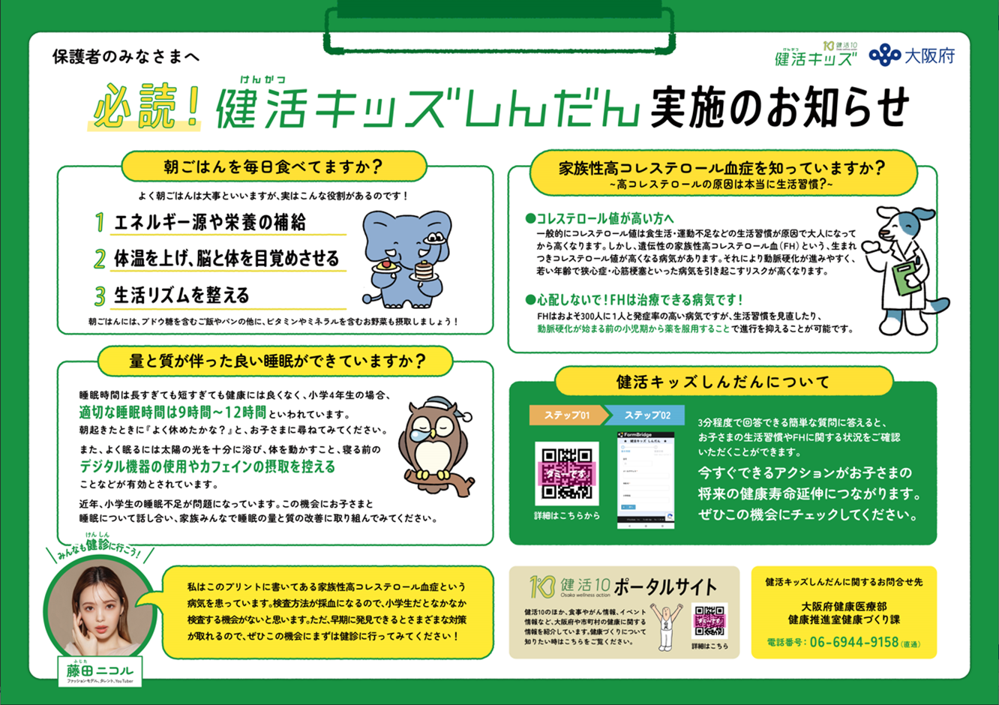 保護者のみなさまへ
健活10
Osaka wellness action
けんかつ
健活キッズ
大阪府
けんかつ
必読！健活キッズしんだん実施のお知らせ
朝ごはんを毎日食べてますか？
よく朝ごはんは大事といいますが、実はこんな役割があるのです！
1 エネルギー源や栄養の補給
2 体温を上げ、脳と体を目覚めさせる
3 生活リズムを整える
朝ごはんには、ブドウ糖を含むご飯やパンの他に、ビタミンやミネラルを含むお野菜も摂取しましょう！
量と質が伴った良い睡眠ができていますか？
睡眠時間は長すぎても短すぎても健康には良くなく、小学4年生の場合、
適切な睡眠時間は9時間〜12時間といわれています。
朝起きたときに『よく休めたかな？』と、お子さまに尋ねてみてください。
また、よく眠るには太陽の光を十分に浴び、体を動かすこと、寝る前の
デジタル機器の使用やカフェインの摂取を控える
ことなどが有効とされています。
近年、小学生の睡眠不足が問題になっています。この機会にお子さまと
睡眠について話し合い、家族みんなで睡眠の量と質の改善に取り組んでみてください。
家族性高コレステロール血症を知っていますか？
~高コレステロールの原因は本当に生活習慣？~
●コレステロール値が高い方へ
一般的にコレステロール値は食生活・運動不足などの生活習慣が原因で大人になって
から高くなります。しかし、遺伝性の家族性高コレステロール血（FH）という、生まれ
つきコレステロール値が高くなる病気があります。それにより動脈硬化が進みやすく、
若い年齢で狭心症・心筋梗塞といった病気を引き起こすリスクが高くなります。
●心配しないで！FHは治療できる病気です！
FHはおよそ300人に1人と発症率の高い病気ですが、生活習慣を見直したり、
動脈硬化が始まる前の小児期から薬を服用することで進行を抑えることが可能です。
健活キッズしんだんについて
ステップ01
ステップ02
ダミーです
詳細はこちらから
FormBridge
健活キッズ しんだん
3分程度で回答できる簡単な質問に答えると、
お子さまの生活習慣やFHに関する状況をご確認
いただくことができます。
今すぐできるアクションがお子さまの
将来の健康寿命延伸につながります。
ぜひこの機会にチェックしてください。
けんしん
みんなも健診に行こう！
ふじた
藤田ニコル
ファッションモデル、タレント、YouTuber
私はこのプリントに書いてある家族性高コレステロール血症という
病気を患っています。検査方法が採血になるので、小学生だとなかなか
検査する機会がないと思います。ただ、早期に発見できるとさまざまな対策
が取れるので、ぜひこの機会にまずは健診に行ってみてください！
健活10 ポータルサイト
Osaka wellness action
健活10のほか、食事やがん情報、イベント
情報など、大阪府や市町村の健康に関する
情報を紹介しています。健康づくりについて
知りたい時はこちらをご覧ください。
ダミーです
詳細はこちら
健活キッズしんだんに関するお問合せ先
大阪府健康医療部
健康推進室健康づくり課
電話番号：06-6944-9158（直通）